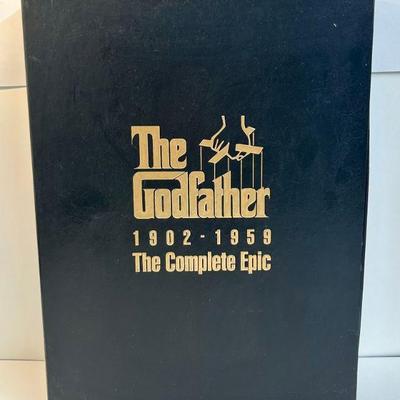 The
Godfather
1902-1959
The Complete Epic